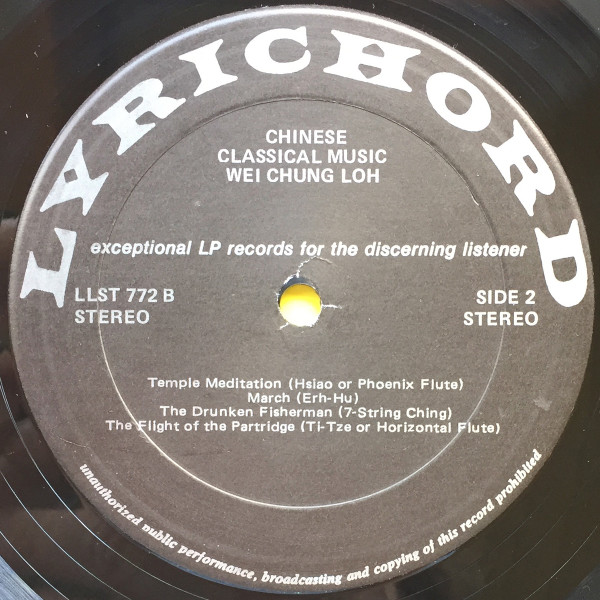 LYRICHORD
CHINESE
CLASSICAL MUSIC
WEI CHUNG LOH
exceptional LP records for the discerning listener
LLST 772 B
STEREO
SIDE 2
STEREO
Temple Meditation (Hsiao or Phoenix Flute)
March (Erh-Hu)
The Drunken Fisherman (7-String Ching)
The Flight of the Partridge (Ti-Tze or Horizontal Flute)
unauthorized public performance, broadcasting and copying of this record prohibited